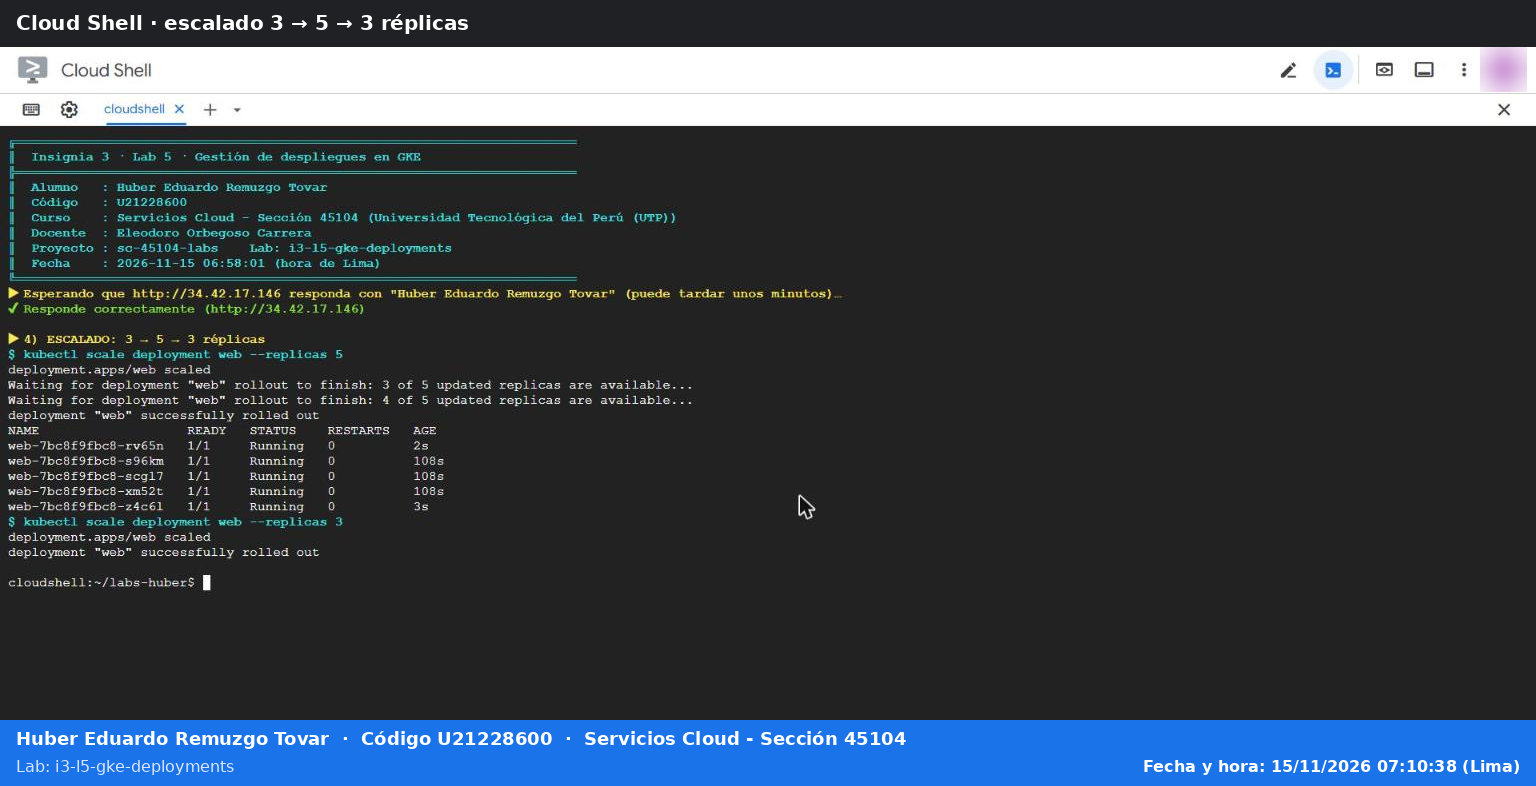 Cloud Shell · escalado 3 → 5 → 3 réplicas
Cloud Shell
cloudshell
Insignia 3 · Lab 5 · Gestión de despliegues en GKE
Alumno : Huber Eduardo Remuzgo Tovar
Código : U21228600
Curso : Servicios Cloud - Sección 45104 (Universidad Tecnológica del Perú (UTP))
Docente : Eleodoro Orbegoso Carrera
Proyecto : sc-45104-labs Lab: i3-l5-gke-deployments
Fecha : 2026-11-15 06:58:01 (hora de Lima)
▶ Esperando que http://34.42.17.146 responda con "Huber Eduardo Remuzgo Tovar" (puede tardar unos minutos)…
✓ Responde correctamente (http://34.42.17.146)
▶ 4) ESCALADO: 3 → 5 → 3 réplicas
$ kubectl scale deployment web --replicas 5
deployment.apps/web scaled
Waiting for deployment "web" rollout to finish: 3 of 5 updated replicas are available...
Waiting for deployment "web" rollout to finish: 4 of 5 updated replicas are available...
deployment "web" successfully rolled out
NAME READY STATUS RESTARTS AGE
web-7bc8f9fbc8-rv65n 1/1 Running 0 2s
web-7bc8f9fbc8-s96km 1/1 Running 0 108s
web-7bc8f9fbc8-scgl7 1/1 Running 0 108s
web-7bc8f9fbc8-xm52t 1/1 Running 0 108s
web-7bc8f9fbc8-z4c6l 1/1 Running 0 3s
$ kubectl scale deployment web --replicas 3
deployment.apps/web scaled
deployment "web" successfully rolled out
cloudshell:~/labs-huber$
Huber Eduardo Remuzgo Tovar · Código U21228600 · Servicios Cloud - Sección 45104
Lab: i3-l5-gke-deployments
Fecha y hora: 15/11/2026 07:10:38 (Lima)